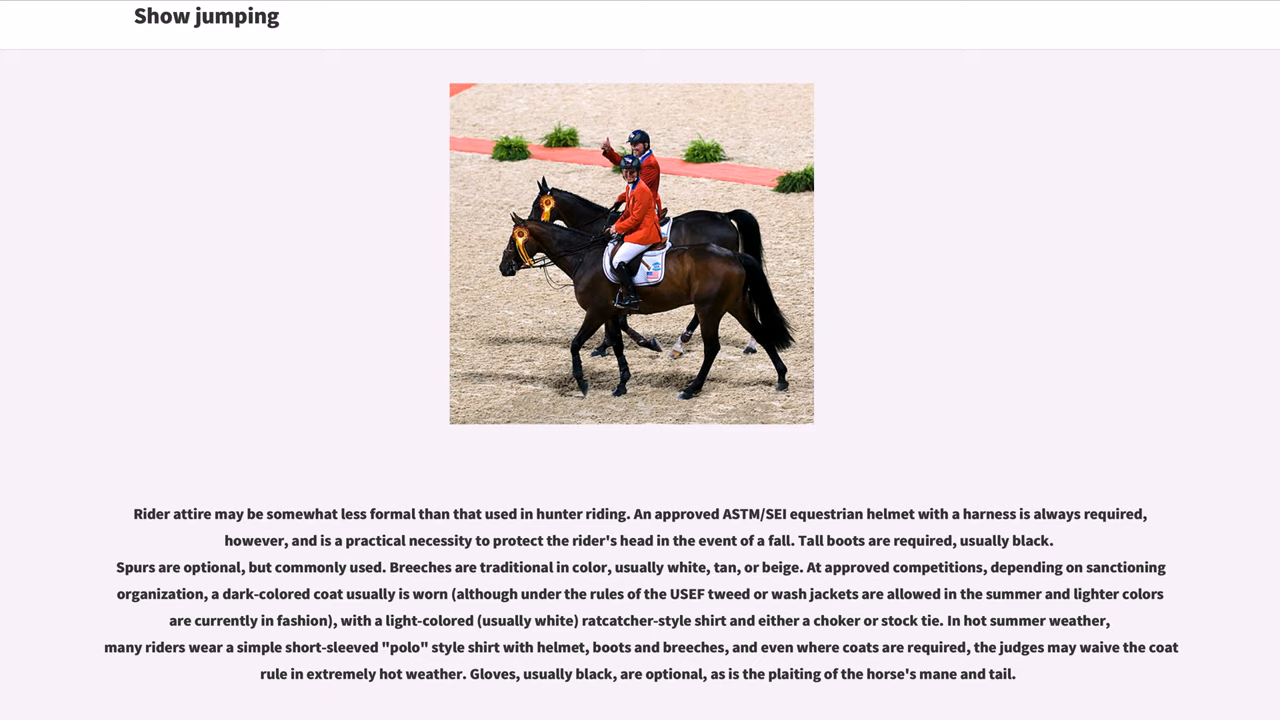 Show jumping
Rider attire may be somewhat less formal than that used in hunter riding. An approved ASTM/SEI equestrian helmet with a harness is always required,
however, and is a practical necessity to protect the rider's head in the event of a fall. Tall boots are required, usually black.
Spurs are optional, but commonly used. Breeches are traditional in color, usually white, tan, or beige. At approved competitions, depending on sanctioning
organization, a dark-colored coat usually is worn (although under the rules of the USEF tweed or wash jackets are allowed in the summer and lighter colors
are currently in fashion), with a light-colored (usually white) ratcatcher-style shirt and either a choker or stock tie. In hot summer weather,
many riders wear a simple short-sleeved "polo" style shirt with helmet, boots and breeches, and even where coats are required, the judges may waive the coat
rule in extremely hot weather. Gloves, usually black, are optional, as is the plaiting of the horse's mane and tail.